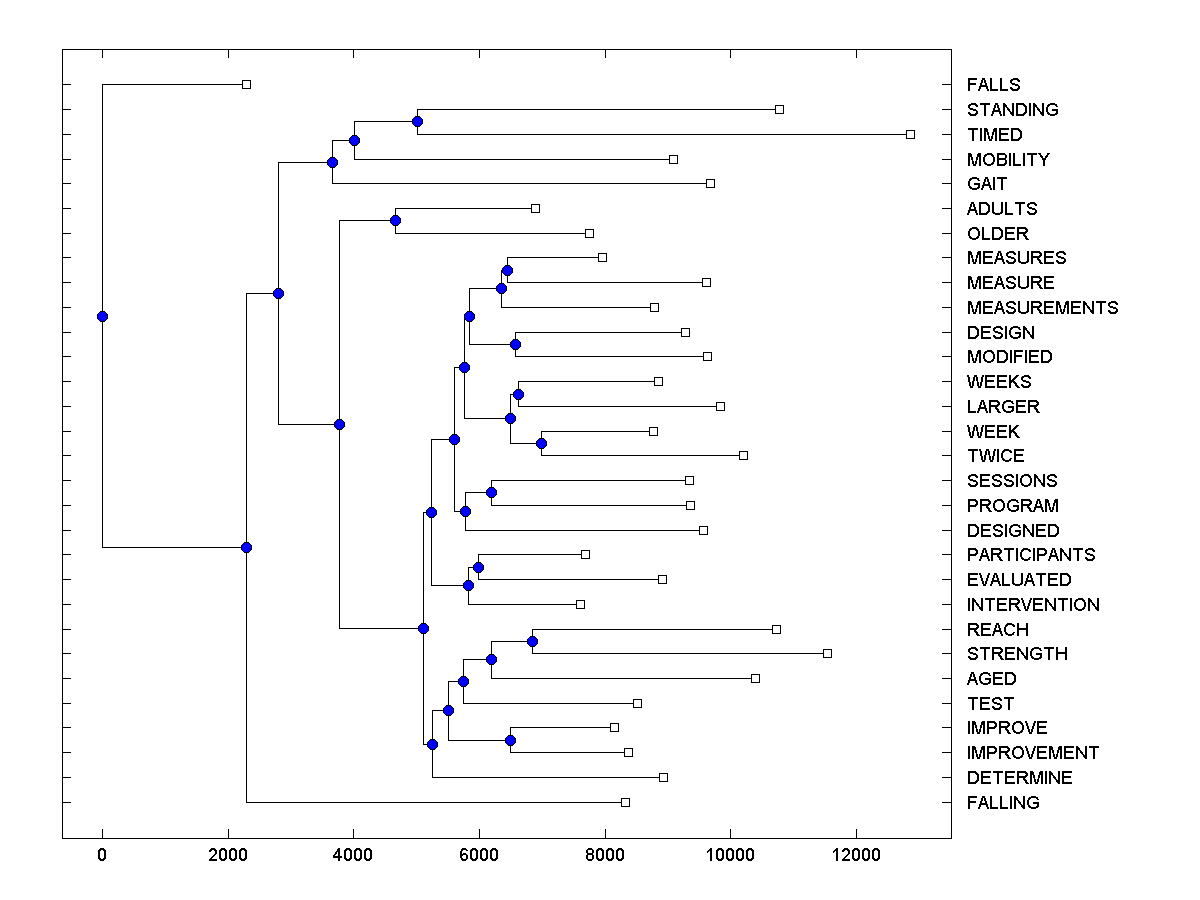 FALLS
STANDING
TIMED
MOBILITY
GAIT
ADULTS
OLDER
MEASURES
MEASURE
MEASUREMENTS
DESIGN
MODIFIED
WEEKS
LARGER
WEEK
TWICE
SESSIONS
PROGRAM
DESIGNED
PARTICIPANTS
EVALUATED
INTERVENTION
REACH
STRENGTH
AGED
TEST
IMPROVE
IMPROVEMENT
DETERMINE
FALLING
0 2000 4000 6000 8000 10000 12000